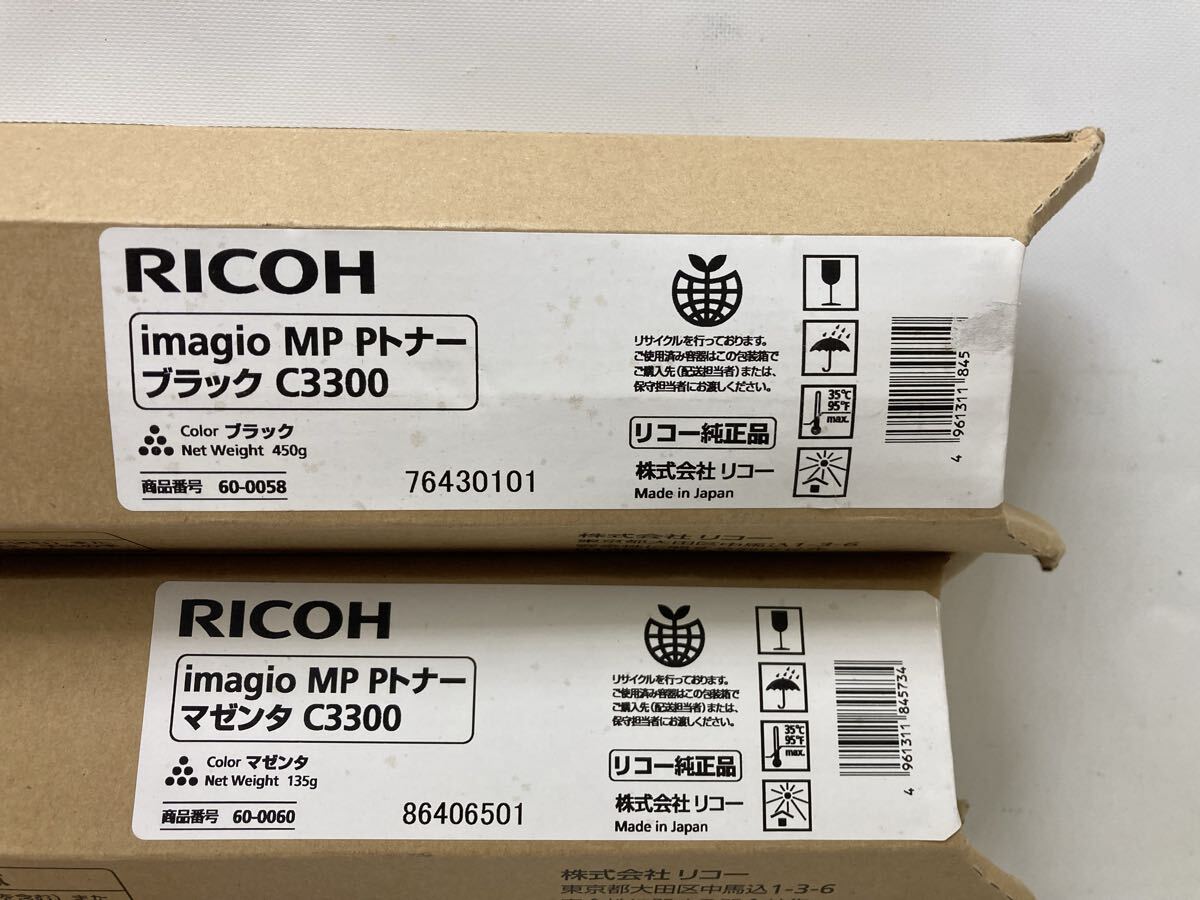 RICOH
imagio MP Pトナー
ブラック C3300
Color ブラック
Net Weight 450g
商品番号 60-0058
76430101
リサイクルを行っております。
ご使用済み容器はこの包装箱で
ご購入先(配送担当者)または、
保守担当者にお渡しください。
リコー純正品
株式会社 リコー
Made in Japan
35℃
95°F
max.
4 961311 845
株式会社 リコー
東京都大田区中馬込1-3-6
RICOH
imagio MP Pトナー
マゼンタ C3300
Color マゼンタ
Net Weight 135g
商品番号 60-0060
86406501
リサイクルを行っております。
ご使用済み容器はこの包装箱で
ご購入先(配送担当者)または、
保守担当者にお渡しください。
リコー純正品
株式会社 リコー
Made in Japan
35℃
95°F
max.
4 961311 845734
株式会社 リコー
東京都大田区中馬込1-3-6